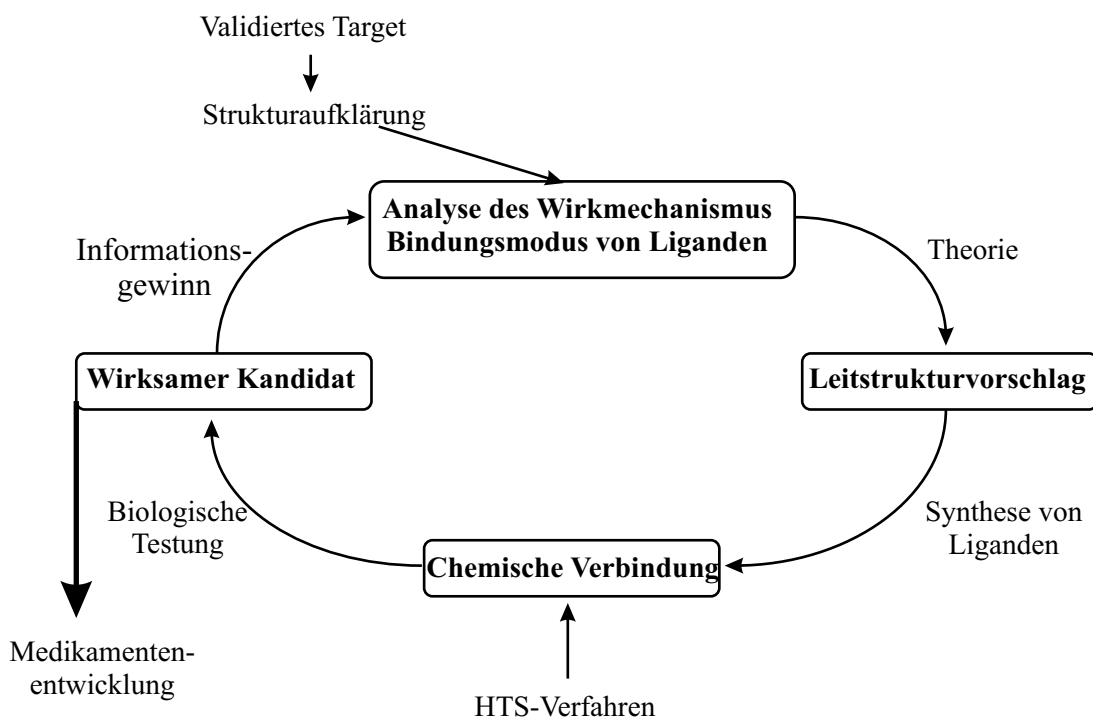 Validiertes Target
Strukturaufklärung
Analyse des Wirkmechanismus
Bindungsmodus von Liganden
Informations-
gewinn
Theorie
Wirksamer Kandidat
Leitstrukturvorschlag
Biologische
Testung
Synthese von
Liganden
Chemische Verbindung
Medikamenten-
entwicklung
HTS-Verfahren